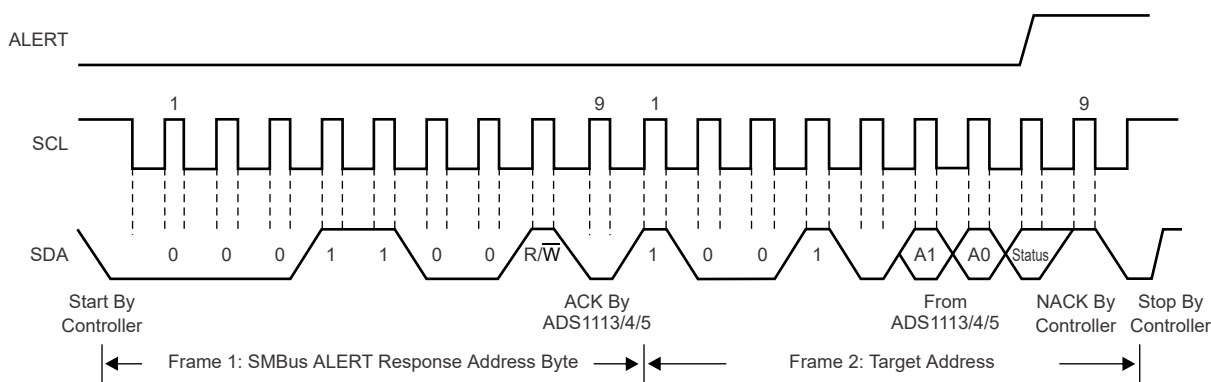 ALERT
1 9 1 9
SCL
SDA
0 0 0 1 1 0 0 R/W 1 0 0 1 A1 A0 Status
Start By
Controller
ACK By
ADS1113/4/5
From
ADS1113/4/5
NACK By
Controller
Stop By
Controller
Frame 1: SMBus ALERT Response Address Byte
Frame 2: Target Address